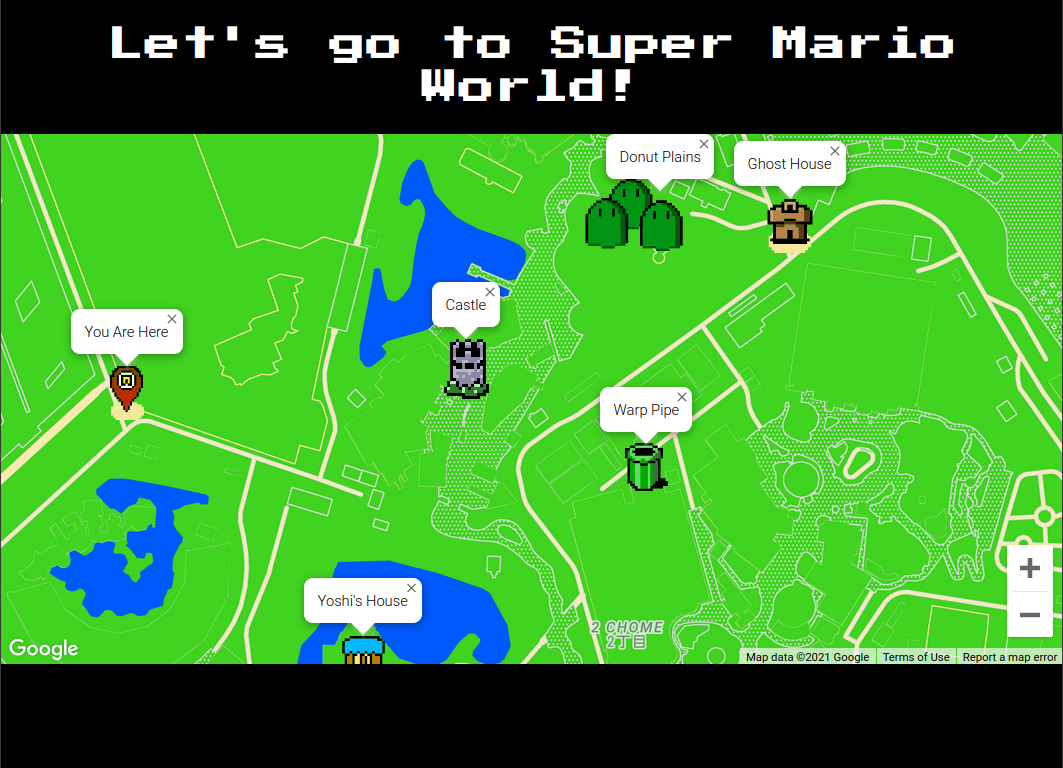 Let's go to Super Mario
World!
Donut Plains
Ghost House
Castle
You Are Here
Warp Pipe
Yoshi's House
2 CHOME
2丁目
+
−
Google
Map data ©2021 Google
Terms of Use
Report a map error